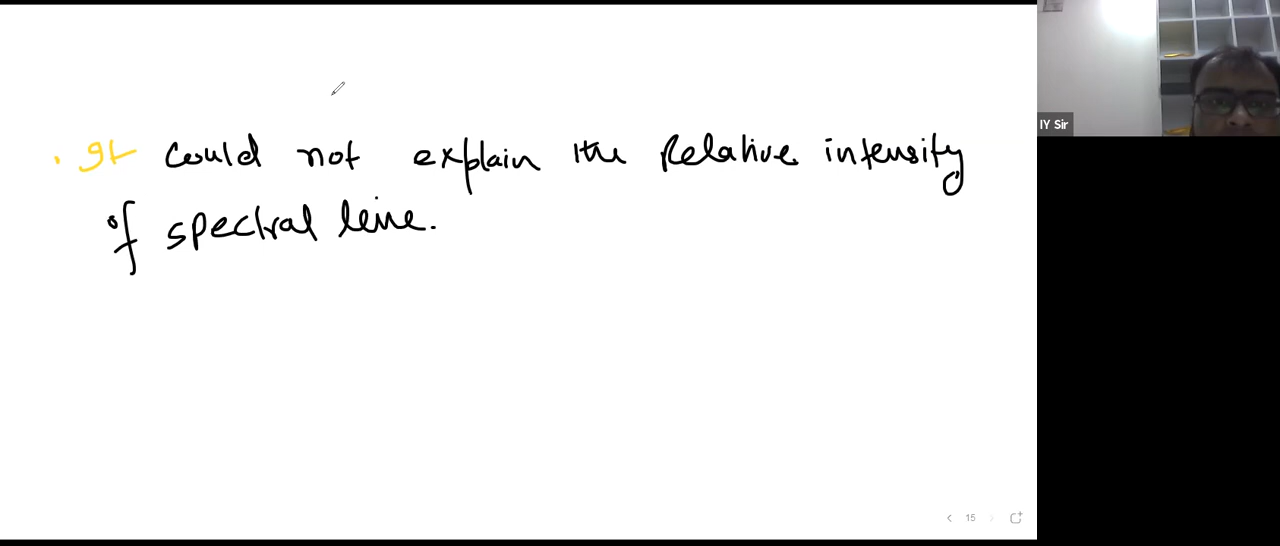 . It could not explain the Relative intensity
of spectral line.
IY Sir
15